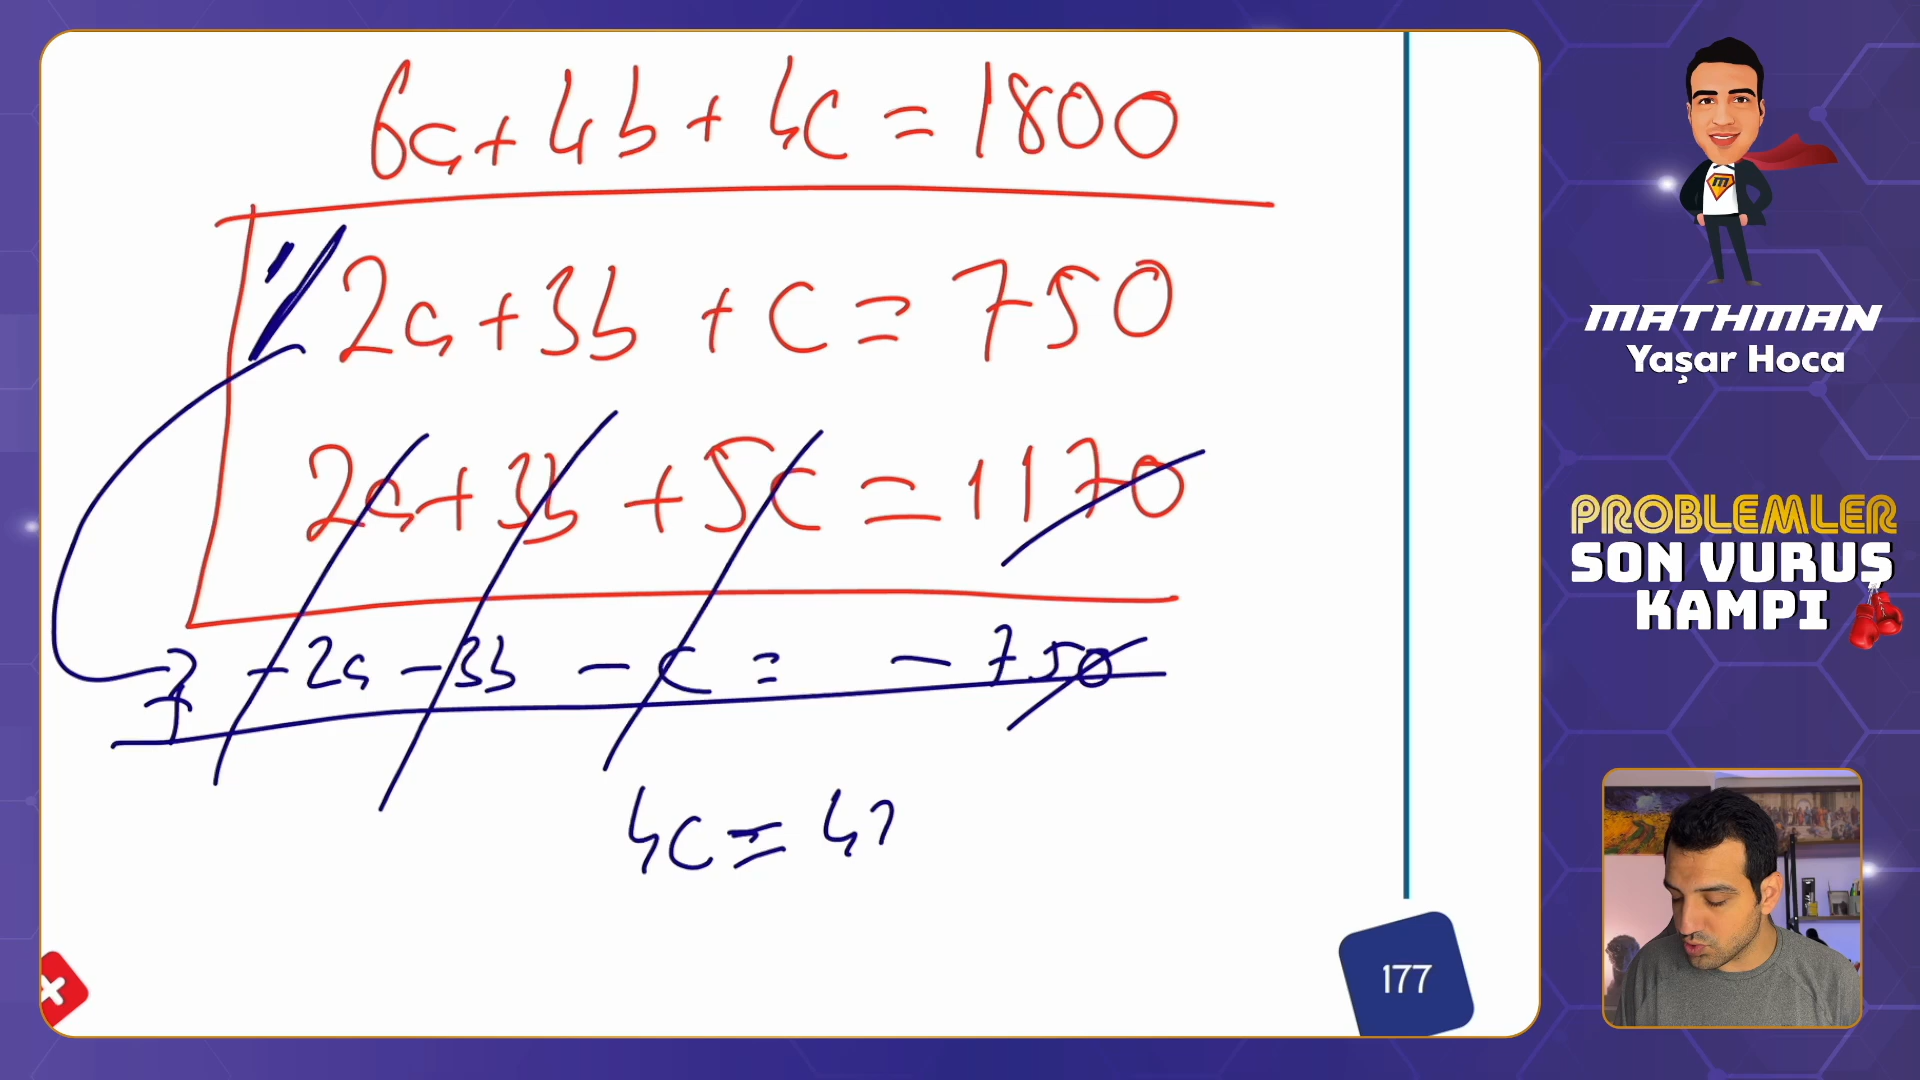 6a+4b+4c=1800
2a+3b+c=750
2a+3b+5c=1170
-2a-3b-c=-750
+
4c=42
177
m
MATHMAN
Yaşar Hoca
PROBLEMLER
SON VURUŞ
KAMPI